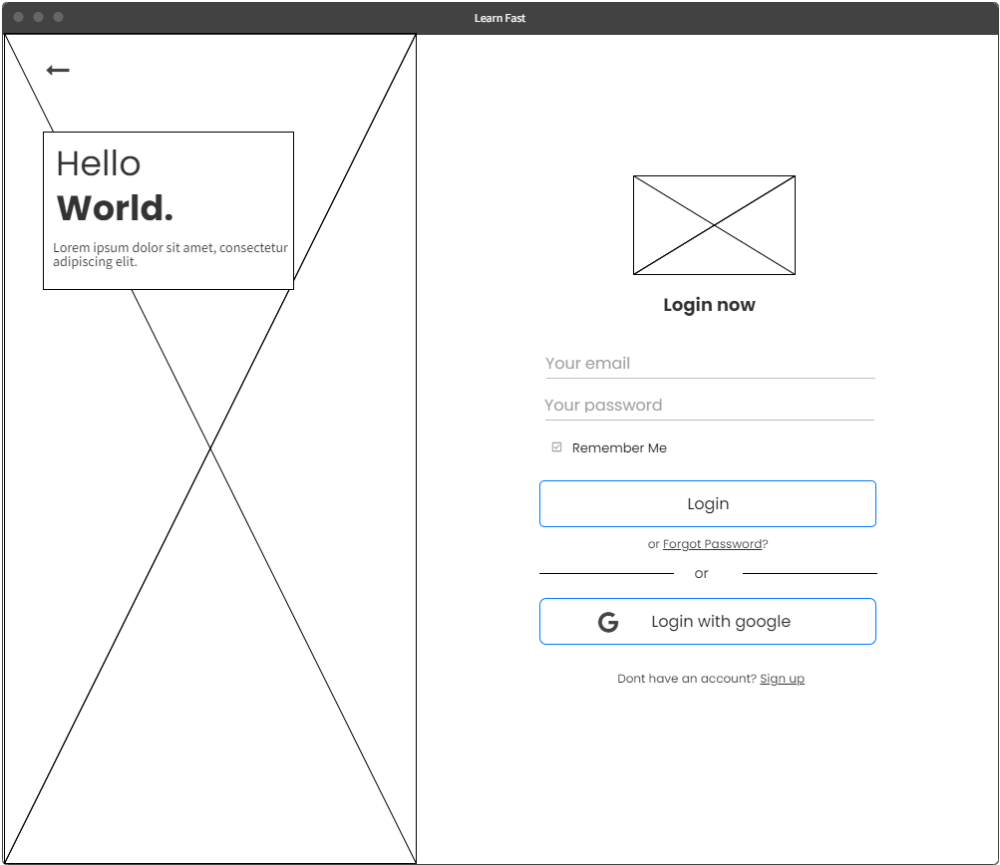 Learn Fast
Hello
World.
Lorem ipsum dolor sit amet, consectetur
adipiscing elit.
Login now
Your email
Your password
Remember Me
Login
or Forgot Password?
or
G Login with google
Dont have an account? Sign up